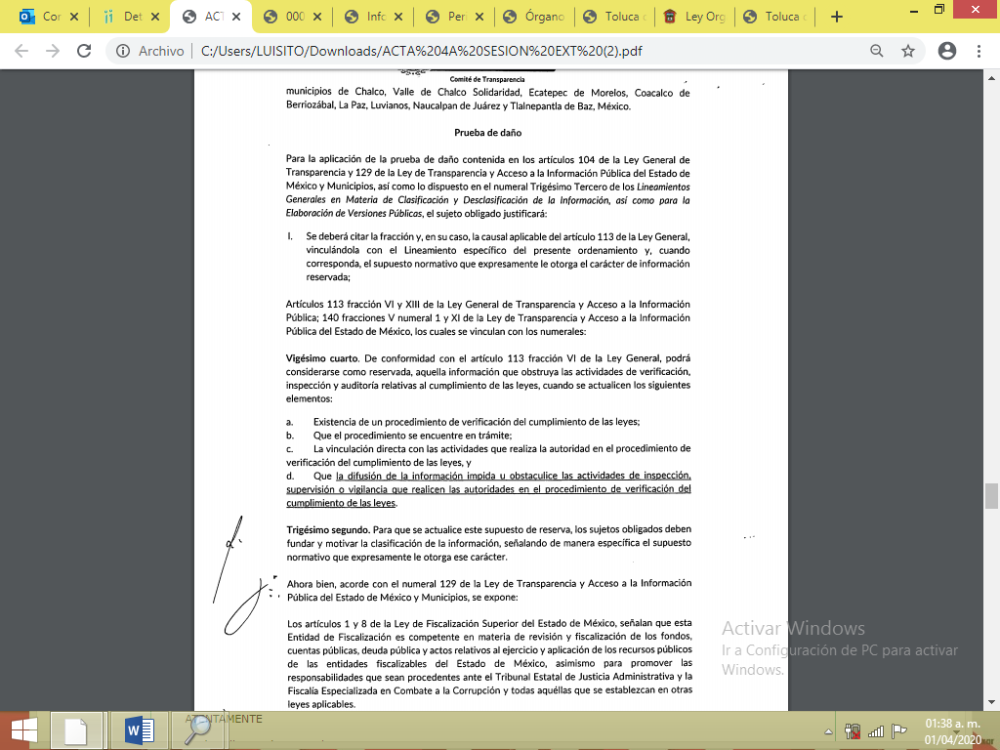 Cor
Det
ACT
000
Infc
Peri
Órgano
Toluca c
Ley Org
Toluca c
Archivo
C:/Users/LUISITO/Downloads/ACTA%204A%20SESION%20EXT%20(2).pdf
Comité de Transparencia
municipios de Chalco, Valle de Chalco Solidaridad, Ecatepec de Morelos, Coacalco de
Berriozábal, La Paz, Luvianos, Naucalpan de Juárez y Tlalnepantla de Baz, México.
Prueba de daño
Para la aplicación de la prueba de daño contenida en los artículos 104 de la Ley General de
Transparencia y 129 de la Ley de Transparencia y Acceso a la Información Pública del Estado de
México y Municipios, así como lo dispuesto en el numeral Trigésimo Tercero de los Lineamientos
Generales en Materia de Clasificación y Desclasificación de la Información, así como para la
Elaboración de Versiones Públicas, el sujeto obligado justificará:
I. Se deberá citar la fracción y, en su caso, la causal aplicable del artículo 113 de la Ley General,
vinculándola con el Lineamiento específico del presente ordenamiento y, cuando
corresponda, el supuesto normativo que expresamente le otorga el carácter de información
reservada;
Artículos 113 fracción VI y XIII de la Ley General de Transparencia y Acceso a la Información
Pública; 140 fracciones V numeral 1 y XI de la Ley de Transparencia y Acceso a la Información
Pública del Estado de México, los cuales se vinculan con los numerales:
Vigésimo cuarto. De conformidad con el artículo 113 fracción VI de la Ley General, podrá
considerarse como reservada, aquella información que obstruya las actividades de verificación,
inspección y auditoría relativas al cumplimiento de las leyes, cuando se actualicen los siguientes
elementos:
a. Existencia de un procedimiento de verificación del cumplimiento de las leyes;
b. Que el procedimiento se encuentre en trámite;
c. La vinculación directa con las actividades que realiza la autoridad en el procedimiento de
verificación del cumplimiento de las leyes, y
d. Que la difusión de la información impida u obstaculice las actividades de inspección,
supervisión o vigilancia que realicen las autoridades en el procedimiento de verificación del
cumplimiento de las leyes.
Trigésimo segundo. Para que se actualice este supuesto de reserva, los sujetos obligados deben
fundar y motivar la clasificación de la información, señalando de manera específica el supuesto
normativo que expresamente le otorga ese carácter.
Ahora bien, acorde con el numeral 129 de la Ley de Transparencia y Acceso a la Información
Pública del Estado de México y Municipios, se expone:
Los artículos 1 y 8 de la Ley de Fiscalización Superior del Estado de México, señalan que esta
Entidad de Fiscalización es competente en materia de revisión y fiscalización de los fondos,
cuentas públicas, deuda pública y actos relativos al ejercicio y aplicación de los recursos públicos
de las entidades fiscalizables del Estado de México, asimismo para promover las
responsabilidades que sean procedentes ante el Tribunal Estatal de Justicia Administrativa y la
Fiscalía Especializada en Combate a la Corrupción y todas aquéllas que se establezcan en otras
leyes aplicables.
Activar Windows
Ir a Configuración de PC para activar
Windows.
ATENTAMENTE
01:38 a. m.
01/04/2020